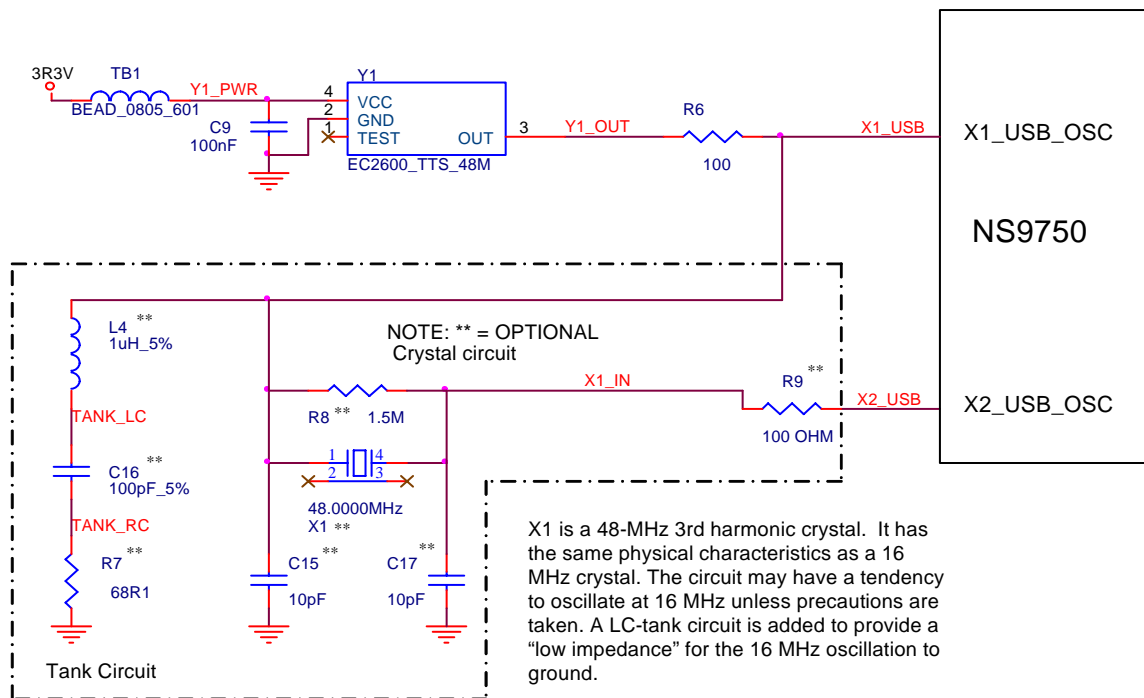 3R3V
TB1
BEAD_0805_601
Y1_PWR
C9
100nF
Y1
4
2
1
VCC
GND
TEST
OUT
3
EC2600_TTS_48M
Y1_OUT
R6
100
X1_USB
X1_USB_OSC
NS9750
L4 **
1uH_5%
NOTE: ** = OPTIONAL
Crystal circuit
TANK_LC
R8 ** 1.5M
X1_IN
R9 **
100 OHM
X2_USB
X2_USB_OSC
C16 **
100pF_5%
1 4
2 3
48.0000MHz
X1 **
TANK_RC
R7 **
68R1
C15 **
10pF
C17 **
10pF
Tank Circuit
X1 is a 48-MHz 3rd harmonic crystal. It has
the same physical characteristics as a 16
MHz crystal. The circuit may have a tendency
to oscillate at 16 MHz unless precautions are
taken. A LC-tank circuit is added to provide a
“low impedance” for the 16 MHz oscillation to
ground.